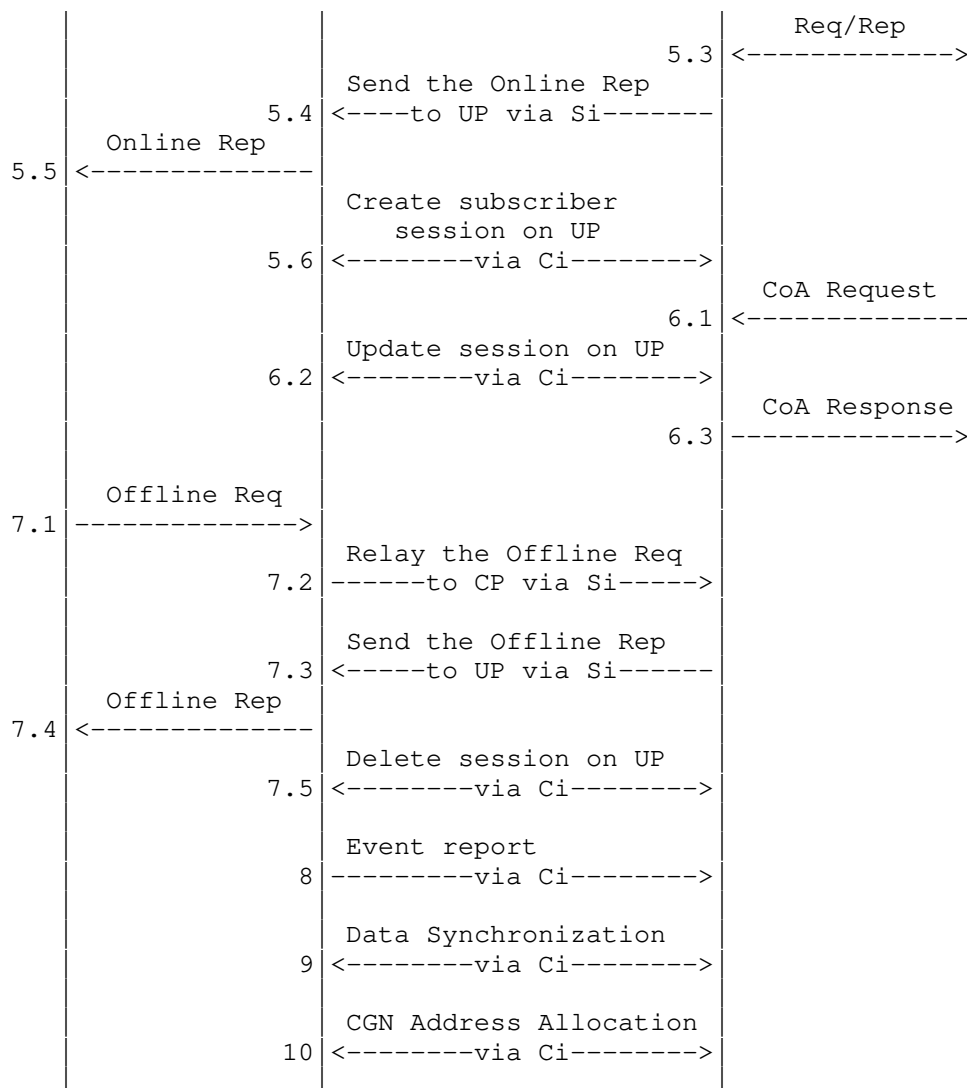 Req/Rep
5.3 <------------->
Send the Online Rep
5.4 <----to UP via Si-------
Online Rep
5.5 <--------------
Create subscriber
session on UP
5.6 <--------via Ci-------->
CoA Request
6.1 <--------------
Update session on UP
6.2 <--------via Ci-------->
CoA Response
6.3 -------------->
Offline Req
7.1 -------------->
Relay the Offline Req
7.2 ------to CP via Si----->
Send the Offline Rep
7.3 <-----to UP via Si------
Offline Rep
7.4 <--------------
Delete session on UP
7.5 <--------via Ci-------->
Event report
8 ---------via Ci-------->
Data Synchronization
9 <--------via Ci-------->
CGN Address Allocation
10 <--------via Ci-------->